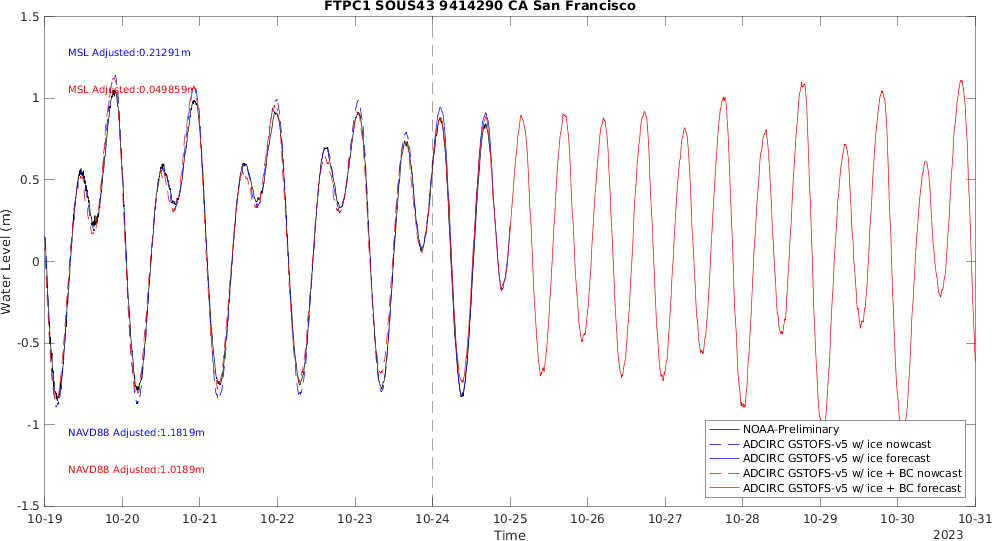 FTPC1 SOUS43 9414290 CA San Francisco
1.5
MSL Adjusted:0.21291m
MSL Adjusted:0.049859m
1
0.5
0
-0.5
-1
-1.5
Water Level (m)
NAVD88 Adjusted:1.1819m
NAVD88 Adjusted:1.0189m
NOAA-Preliminary
ADCIRC GSTOFS-v5 w/ ice nowcast
ADCIRC GSTOFS-v5 w/ ice forecast
ADCIRC GSTOFS-v5 w/ ice + BC nowcast
ADCIRC GSTOFS-v5 w/ ice + BC forecast
10-19 10-20 10-21 10-22 10-23 10-24 10-25 10-26 10-27 10-28 10-29 10-30 10-31
Time
2023